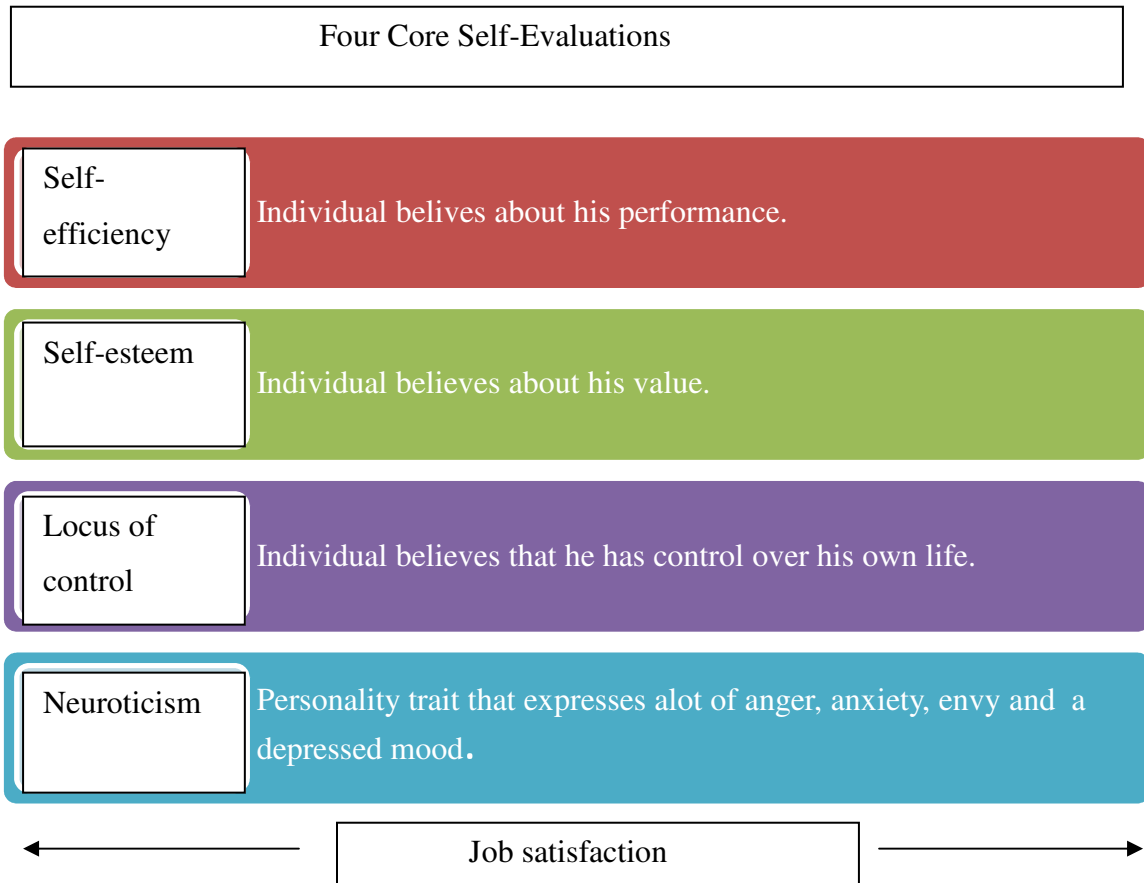 Four Core Self-Evaluations
Self-
efficiency
Individual belives about his performance.
Self-esteem
Individual believes about his value.
Locus of
control
Individual believes that he has control over his own life.
Neuroticism
Personality trait that expresses alot of anger, anxiety, envy and  a
depressed mood.
Job satisfaction